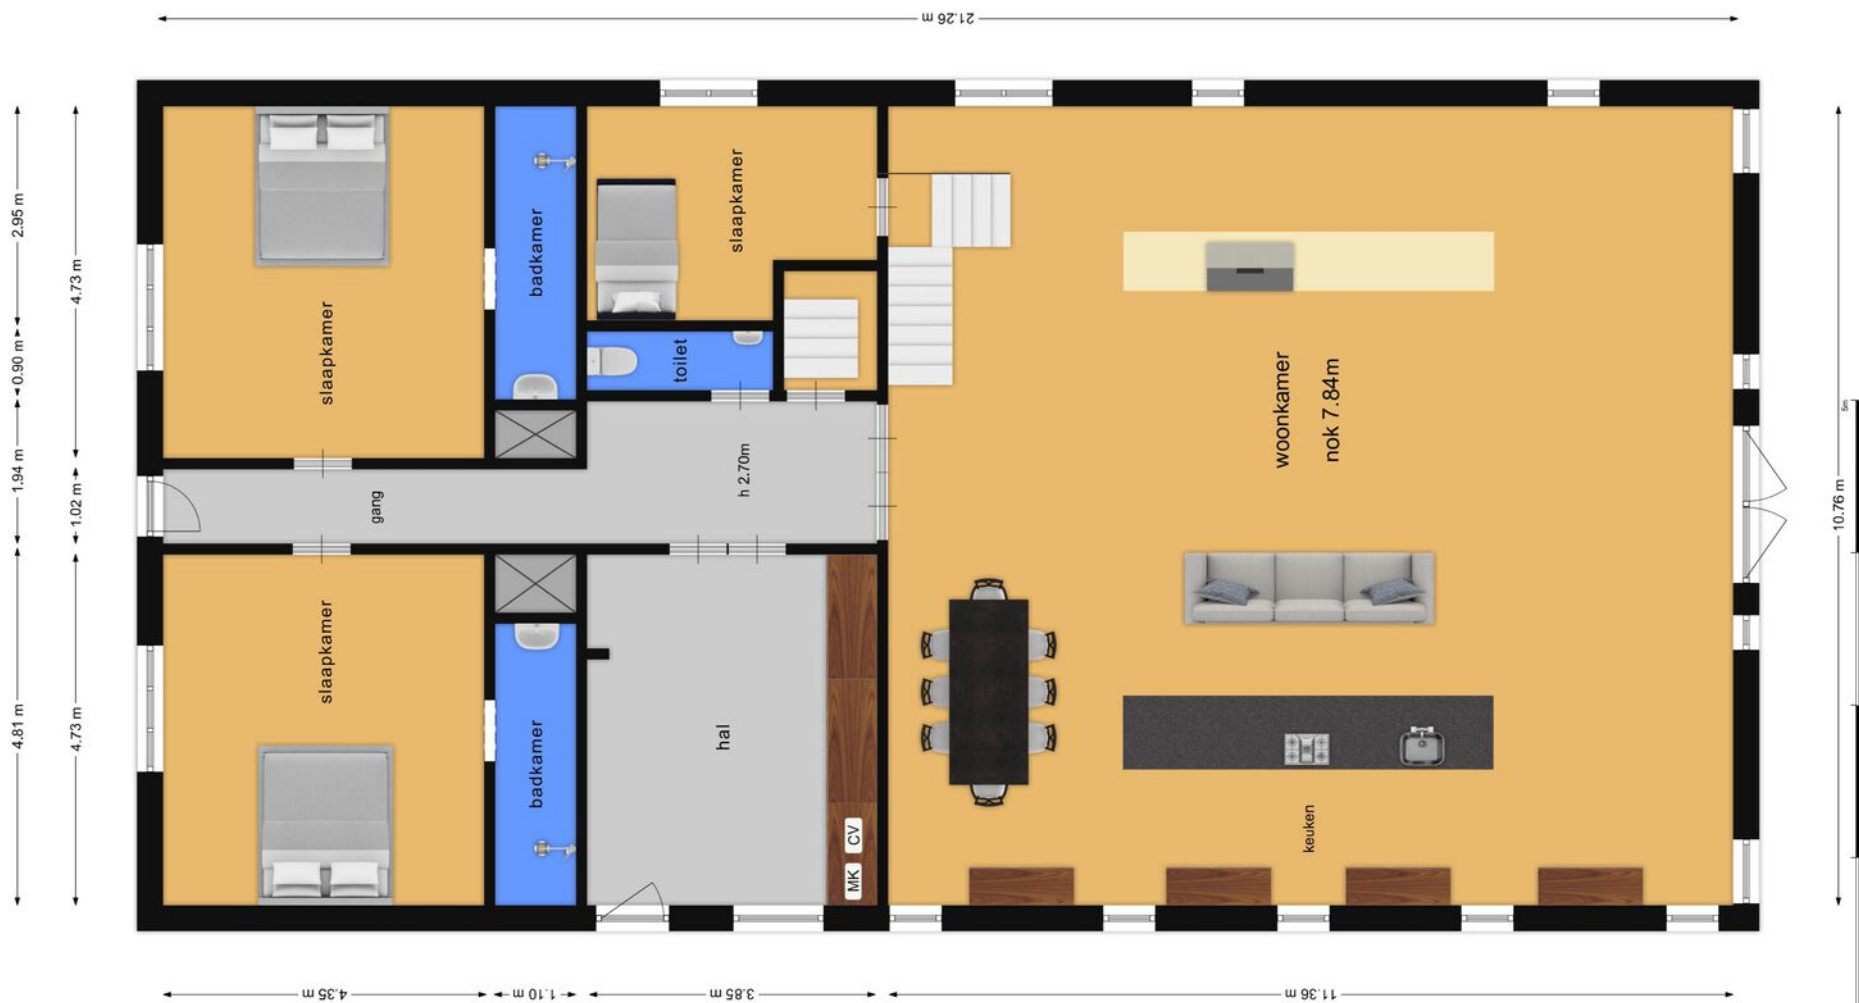 21.26 m
2.95 m
0.90 m
1.94 m
4.81 m
4.73 m
1.02 m
4.73 m
slaapkamer
badkamer
slaapkamer
toilet
gang
h 2.70m
slaapkamer
badkamer
hal
CV
MK
woonkamer
nok 7.84m
keuken
5m
10.76 m
4.35 m
1.10 m
3.85 m
11.36 m